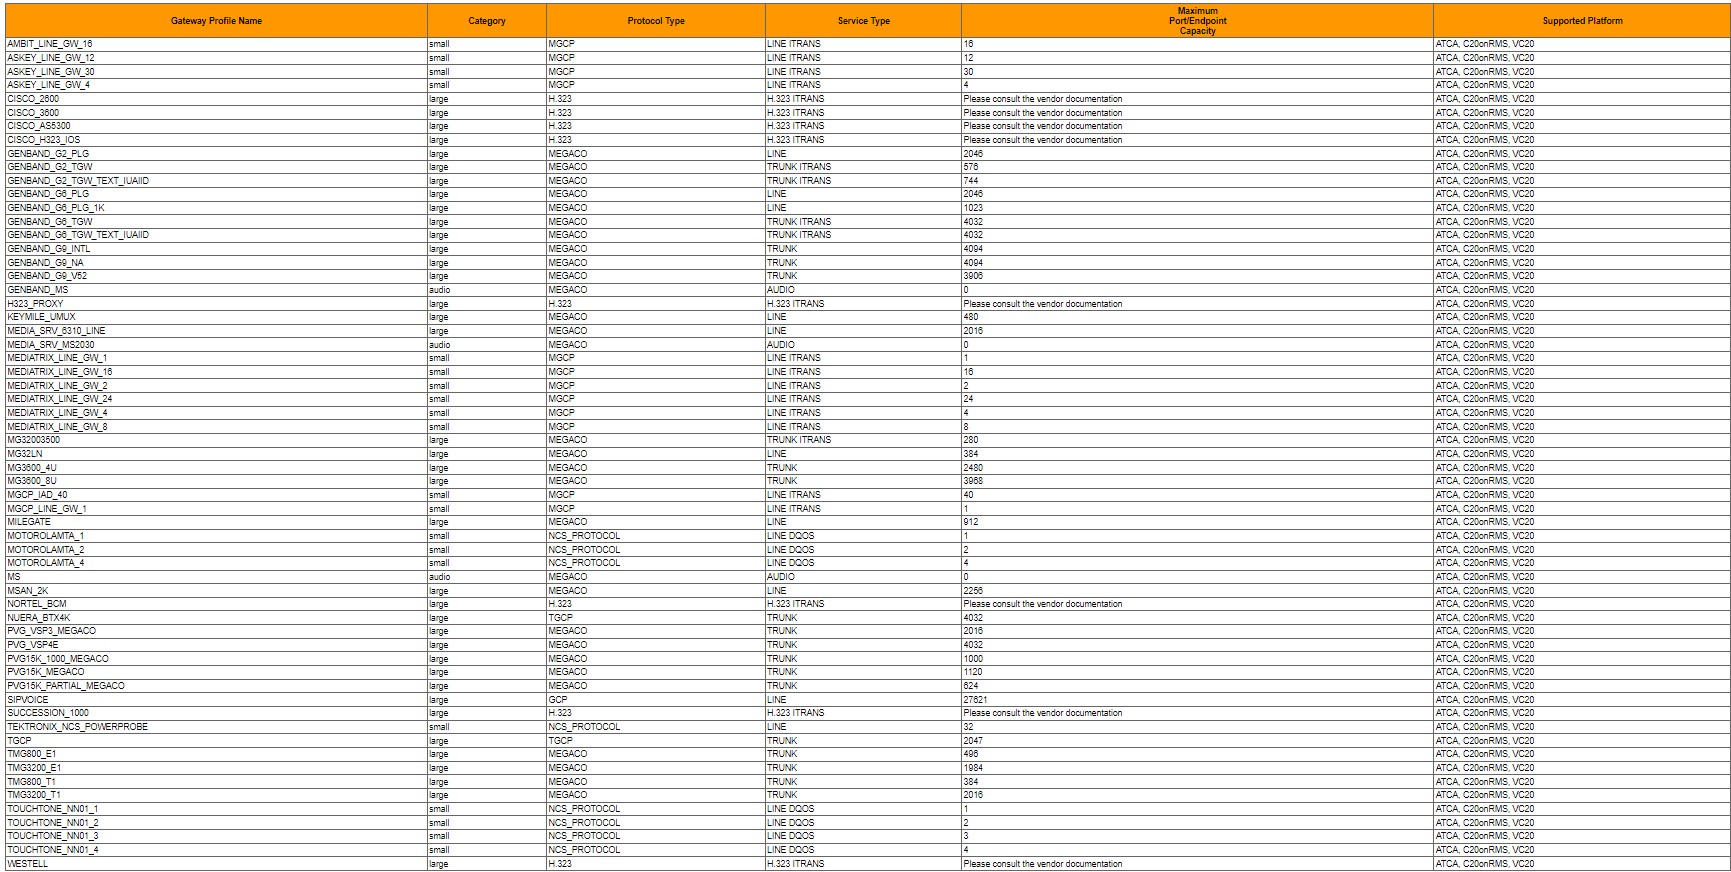 Gateway Profile Name Category Protocol Type Service Type Maximum Port/Endpoint Capacity Supported Platform
AMBIT_LINE_GW_16 small MGCP LINE ITRANS 16 ATCA, C20onRMS, VC20
ASKEY_LINE_GW_12 small MGCP LINE ITRANS 12 ATCA, C20onRMS, VC20
ASKEY_LINE_GW_30 small MGCP LINE ITRANS 30 ATCA, C20onRMS, VC20
ASKEY_LINE_GW_4 small MGCP LINE ITRANS 4 ATCA, C20onRMS, VC20
CISCO_2600 large H.323 H.323 ITRANS Please consult the vendor documentation ATCA, C20onRMS, VC20
CISCO_3600 large H.323 H.323 ITRANS Please consult the vendor documentation ATCA, C20onRMS, VC20
CISCO_AS5300 large H.323 H.323 ITRANS Please consult the vendor documentation ATCA, C20onRMS, VC20
CISCO_H323_IOS large H.323 H.323 ITRANS Please consult the vendor documentation ATCA, C20onRMS, VC20
GENBAND_G2_PLG large MEGACO LINE 2046 ATCA, C20onRMS, VC20
GENBAND_G2_TGW large MEGACO TRUNK ITRANS 576 ATCA, C20onRMS, VC20
GENBAND_G2_TGW_TEXT_IUAIID large MEGACO TRUNK ITRANS 744 ATCA, C20onRMS, VC20
GENBAND_G6_PLG large MEGACO LINE 2046 ATCA, C20onRMS, VC20
GENBAND_G6_PLG_1K large MEGACO LINE 1023 ATCA, C20onRMS, VC20
GENBAND_G6_TGW large MEGACO TRUNK ITRANS 4032 ATCA, C20onRMS, VC20
GENBAND_G6_TGW_TEXT_IUAIID large MEGACO TRUNK ITRANS 4032 ATCA, C20onRMS, VC20
GENBAND_G9_INTL large MEGACO TRUNK 4094 ATCA, C20onRMS, VC20
GENBAND_G9_NA large MEGACO TRUNK 4094 ATCA, C20onRMS, VC20
GENBAND_G9_V52 large MEGACO TRUNK 3906 ATCA, C20onRMS, VC20
GENBAND_MS audio MEGACO AUDIO 0 ATCA, C20onRMS, VC20
H323_PROXY large H.323 H.323 ITRANS Please consult the vendor documentation ATCA, C20onRMS, VC20
KEYMILE_UMUX large MEGACO LINE 480 ATCA, C20onRMS, VC20
MEDIA_SRV_6310_LINE large MEGACO LINE 2016 ATCA, C20onRMS, VC20
MEDIA_SRV_MS2030 audio MEGACO AUDIO 0 ATCA, C20onRMS, VC20
MEDIATRIX_LINE_GW_1 small MGCP LINE ITRANS 1 ATCA, C20onRMS, VC20
MEDIATRIX_LINE_GW_16 small MGCP LINE ITRANS 16 ATCA, C20onRMS, VC20
MEDIATRIX_LINE_GW_2 small MGCP LINE ITRANS 2 ATCA, C20onRMS, VC20
MEDIATRIX_LINE_GW_24 small MGCP LINE ITRANS 24 ATCA, C20onRMS, VC20
MEDIATRIX_LINE_GW_4 small MGCP LINE ITRANS 4 ATCA, C20onRMS, VC20
MEDIATRIX_LINE_GW_8 small MGCP LINE ITRANS 8 ATCA, C20onRMS, VC20
MG32003500 large MEGACO TRUNK ITRANS 280 ATCA, C20onRMS, VC20
MG32LN large MEGACO LINE 384 ATCA, C20onRMS, VC20
MG3600_4U large MEGACO TRUNK 2480 ATCA, C20onRMS, VC20
MG3600_8U large MEGACO TRUNK 3968 ATCA, C20onRMS, VC20
MGCP_IAD_40 small MGCP LINE ITRANS 40 ATCA, C20onRMS, VC20
MGCP_LINE_GW_1 small MGCP LINE ITRANS 1 ATCA, C20onRMS, VC20
MILEGATE large MEGACO LINE 912 ATCA, C20onRMS, VC20
MOTOROLAMTA_1 small NCS_PROTOCOL LINE DQOS 1 ATCA, C20onRMS, VC20
MOTOROLAMTA_2 small NCS_PROTOCOL LINE DQOS 2 ATCA, C20onRMS, VC20
MOTOROLAMTA_4 small NCS_PROTOCOL LINE DQOS 4 ATCA, C20onRMS, VC20
MS audio MEGACO AUDIO 0 ATCA, C20onRMS, VC20
MSAN_2K large MEGACO LINE 2256 ATCA, C20onRMS, VC20
NORTEL_BCM large H.323 H.323 ITRANS Please consult the vendor documentation ATCA, C20onRMS, VC20
NUERA_BTX4K large TGCP TRUNK 4032 ATCA, C20onRMS, VC20
PVG_VSP3_MEGACO large MEGACO TRUNK 2016 ATCA, C20onRMS, VC20
PVG_VSP4E large MEGACO TRUNK 4032 ATCA, C20onRMS, VC20
PVG15K_1000_MEGACO large MEGACO TRUNK 1000 ATCA, C20onRMS, VC20
PVG15K_MEGACO large MEGACO TRUNK 1120 ATCA, C20onRMS, VC20
PVG15K_PARTIAL_MEGACO large MEGACO TRUNK 624 ATCA, C20onRMS, VC20
SIPVOICE large GCP LINE 27621 ATCA, C20onRMS, VC20
SUCCESSION_1000 large H.323 H.323 ITRANS Please consult the vendor documentation ATCA, C20onRMS, VC20
TEKTRONIX_NCS_POWERPROBE small NCS_PROTOCOL LINE 32 ATCA, C20onRMS, VC20
TGCP large TGCP TRUNK 2047 ATCA, C20onRMS, VC20
TMG800_E1 large MEGACO TRUNK 496 ATCA, C20onRMS, VC20
TMG3200_E1 large MEGACO TRUNK 1984 ATCA, C20onRMS, VC20
TMG800_T1 large MEGACO TRUNK 384 ATCA, C20onRMS, VC20
TMG3200_T1 large MEGACO TRUNK 2016 ATCA, C20onRMS, VC20
TOUCHTONE_NN01_1 small NCS_PROTOCOL LINE DQOS 1 ATCA, C20onRMS, VC20
TOUCHTONE_NN01_2 small NCS_PROTOCOL LINE DQOS 2 ATCA, C20onRMS, VC20
TOUCHTONE_NN01_3 small NCS_PROTOCOL LINE DQOS 3 ATCA, C20onRMS, VC20
TOUCHTONE_NN01_4 small NCS_PROTOCOL LINE DQOS 4 ATCA, C20onRMS, VC20
WESTELL large H.323 H.323 ITRANS Please consult the vendor documentation ATCA, C20onRMS, VC20